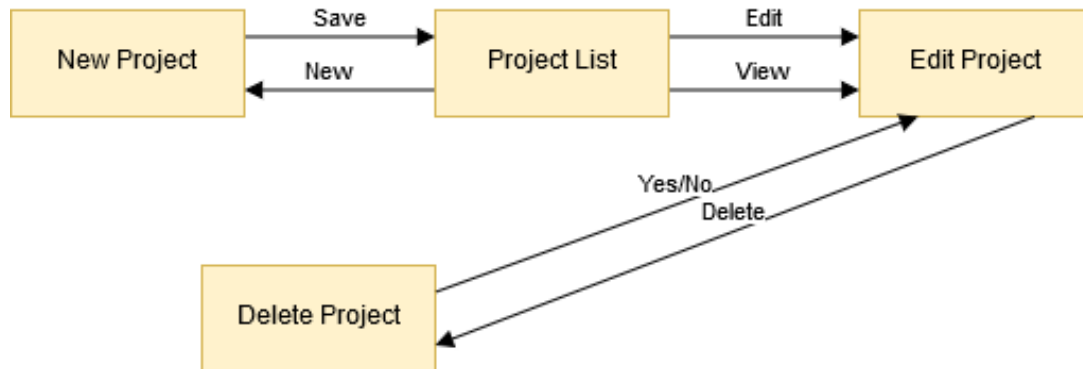 Save
Edit
New Project
Project List
Edit Project
New
View
Yes/No
Delete
Delete Project